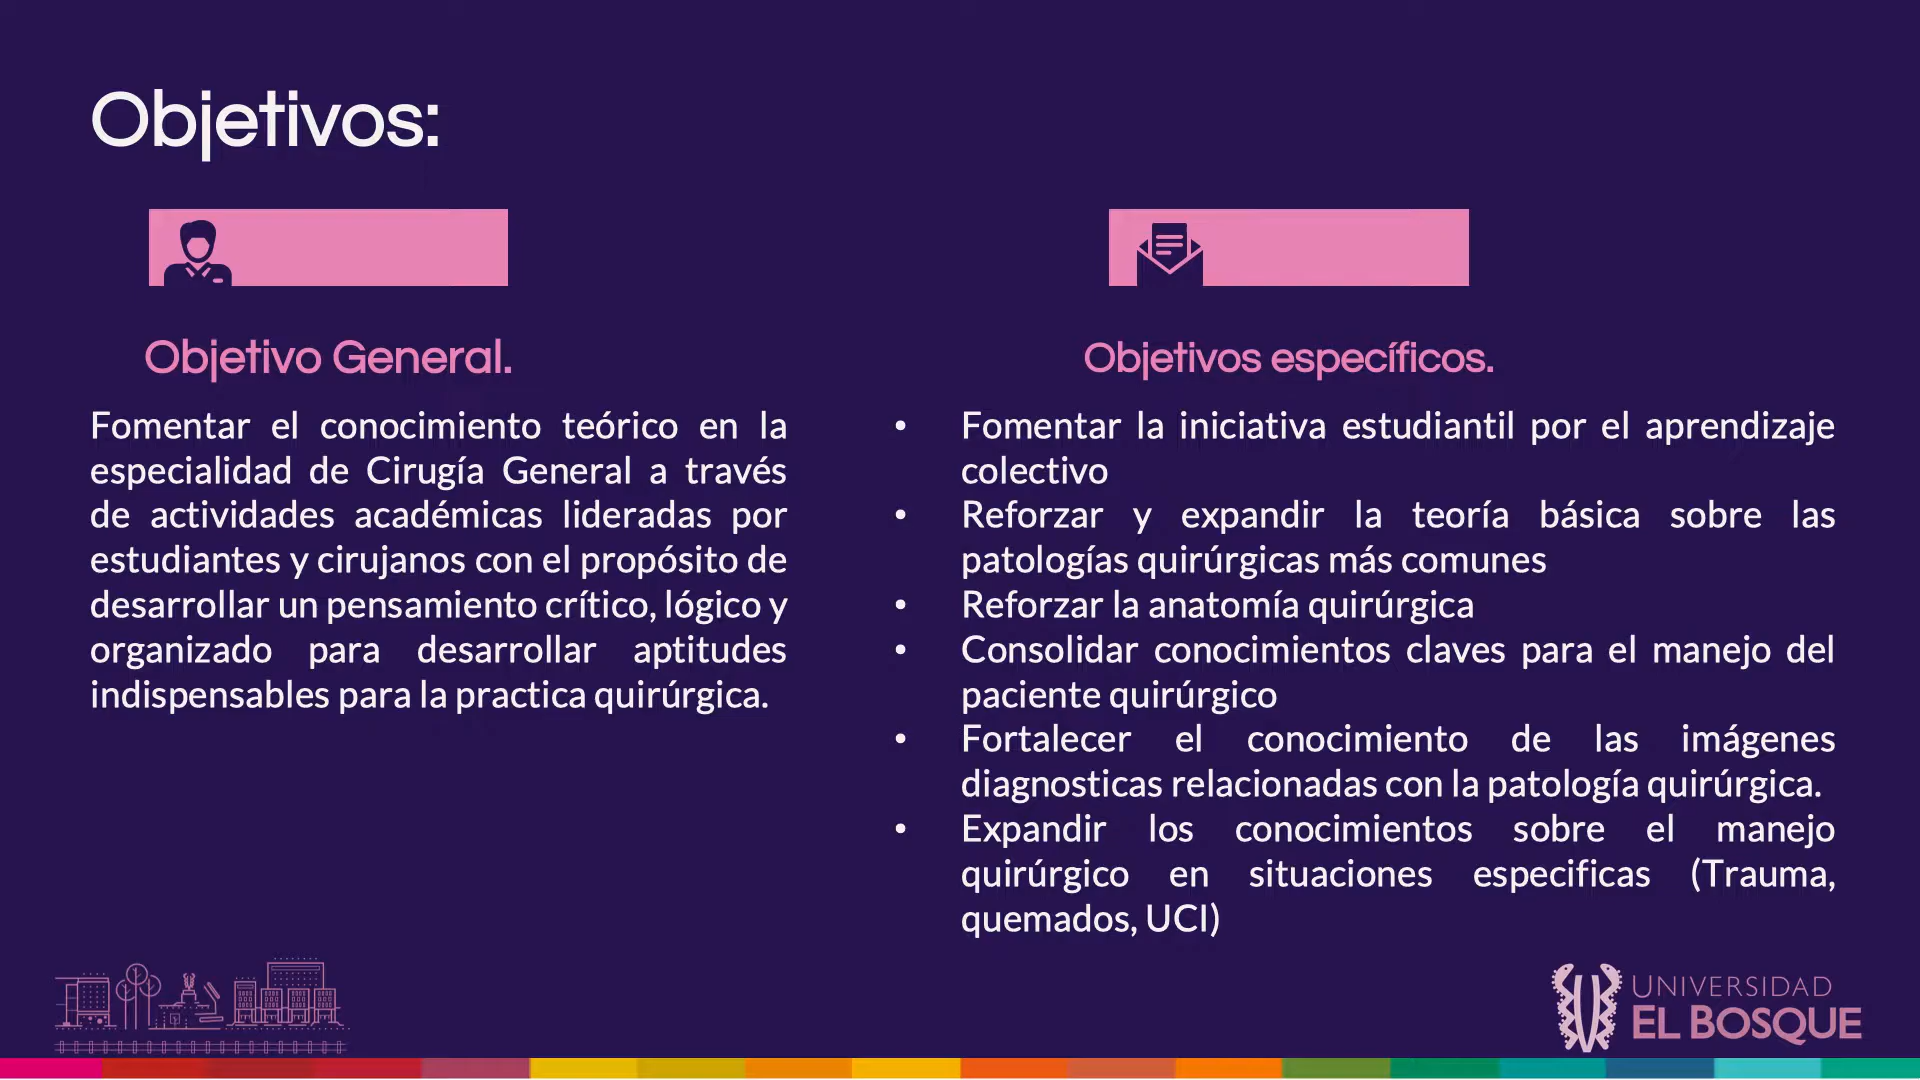 Objetivos:
Objetivo General.
Fomentar el conocimiento teórico en la
especialidad de Cirugía General a través
de actividades académicas lideradas por
estudiantes y cirujanos con el propósito de
desarrollar un pensamiento crítico, lógico y
organizado para desarrollar aptitudes
indispensables para la practica quirúrgica.
Objetivos específicos.
• Fomentar la iniciativa estudiantil por el aprendizaje
colectivo
• Reforzar y expandir la teoría básica sobre las
patologías quirúrgicas más comunes
• Reforzar la anatomía quirúrgica
• Consolidar conocimientos claves para el manejo del
paciente quirúrgico
• Fortalecer el conocimiento de las imágenes
diagnosticas relacionadas con la patología quirúrgica.
• Expandir los conocimientos sobre el manejo
quirúrgico en situaciones especificas (Trauma,
quemados, UCI)
UNIVERSIDAD
EL BOSQUE